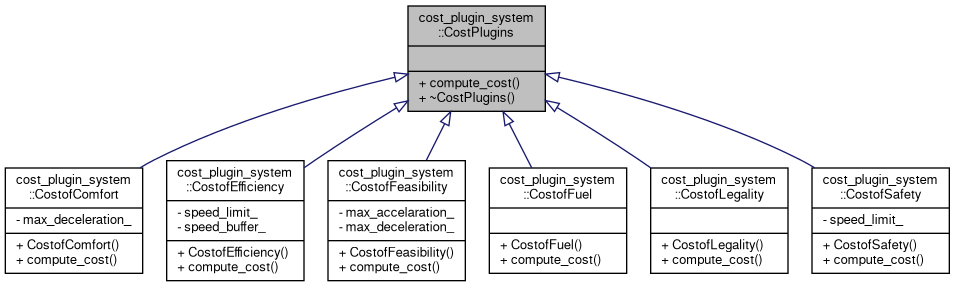 cost_plugin_system
::CostPlugins
+ compute_cost()
+ ~CostPlugins()
cost_plugin_system
::CostofComfort
- max_deceleration_
+ CostofComfort()
+ compute_cost()
cost_plugin_system
::CostofEfficiency
- speed_limit_
- speed_buffer_
+ CostofEfficiency()
+ compute_cost()
cost_plugin_system
::CostofFeasibility
- max_accelaration_
- max_deceleration_
+ CostofFeasibility()
+ compute_cost()
cost_plugin_system
::CostofFuel
+ CostofFuel()
+ compute_cost()
cost_plugin_system
::CostofLegality
+ CostofLegality()
+ compute_cost()
cost_plugin_system
::CostofSafety
- speed_limit_
+ CostofSafety()
+ compute_cost()